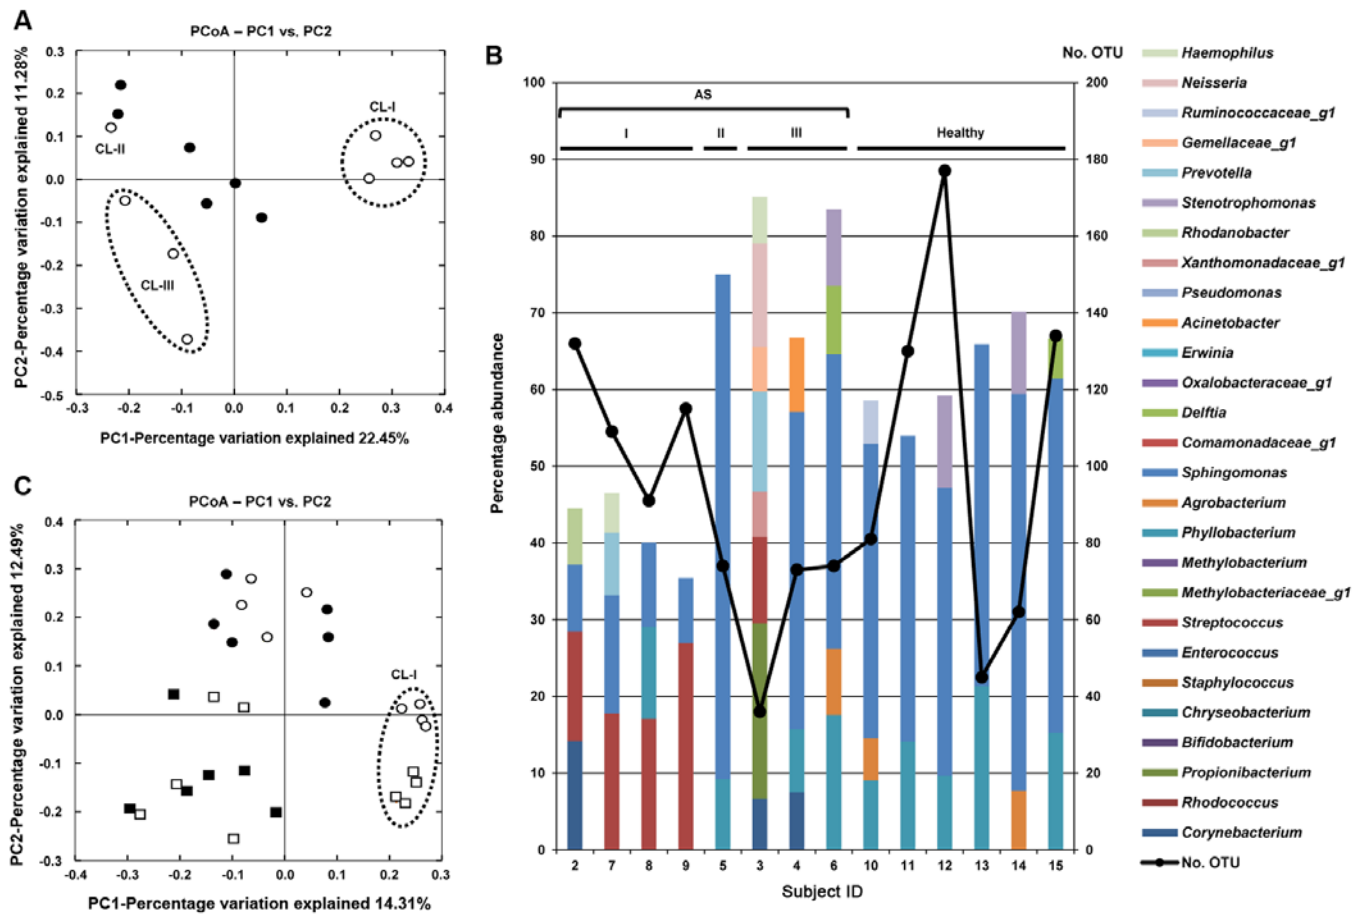 A
PCoA – PC1 vs. PC2
PC2-Percentage variation explained 11.28%
0.3
0.2
0.1
0.0
-0.1
-0.2
-0.3
-0.4
-0.5
CL-I
CL-II
CL-III
-0.3 -0.2 -0.1 0.0 0.1 0.2 0.3 0.4
PC1-Percentage variation explained 22.45%
B
No. OTU
Percentage abundance
100
90
80
70
60
50
40
30
20
10
0
AS
I II III Healthy
200
180
160
140
120
100
80
60
40
20
0
2 7 8 9 5 3 4 6 10 11 12 13 14 15
Subject ID
Haemophilus
Neisseria
Ruminococcaceae_g1
Gemellaceae_g1
Prevotella
Stenotrophomonas
Rhodanobacter
Xanthomonadaceae_g1
Pseudomonas
Acinetobacter
Erwinia
Oxalobacteraceae_g1
Delftia
Comamonadaceae_g1
Sphingomonas
Agrobacterium
Phyllobacterium
Methylobacterium
Methylobacteriaceae_g1
Streptococcus
Enterococcus
Staphylococcus
Chryseobacterium
Bifidobacterium
Propionibacterium
Rhodococcus
Corynebacterium
No. OTU
C
PCoA – PC1 vs. PC2
PC2-Percentage variation explained 12.49%
0.4
0.3
0.2
0.1
0.0
-0.1
-0.2
-0.3
CL-I
-0.4 -0.3 -0.2 -0.1 0.0 0.1 0.2 0.3
PC1-Percentage variation explained 14.31%